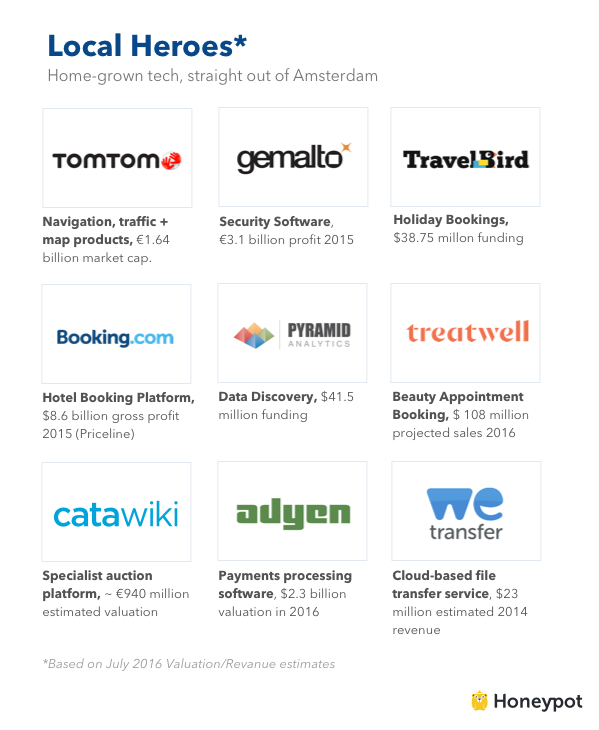 Local Heroes*
Home-grown tech, straight out of Amsterdam
TOMTOM
gemalto
TravelBird
Navigation, traffic +
map products, €1.64
billion market cap.
Security Software,
€3.1 billion profit 2015
Holiday Bookings,
$38.75 millon funding
Booking.com
PYRAMID
ANALYTICS
treatwell
Hotel Booking Platform,
$8.6 billion gross profit
2015 (Priceline)
Data Discovery, $41.5
million funding
Beauty Appointment
Booking, $ 108 million
projected sales 2016
catawiki
adyen
we
transfer
Specialist auction
platform, ~ €940 million
estimated valuation
Payments processing
software, $2.3 billion
valuation in 2016
Cloud-based file
transfer service, $23
million estimated 2014
revenue
*Based on July 2016 Valuation/Revanue estimates
Honeypot